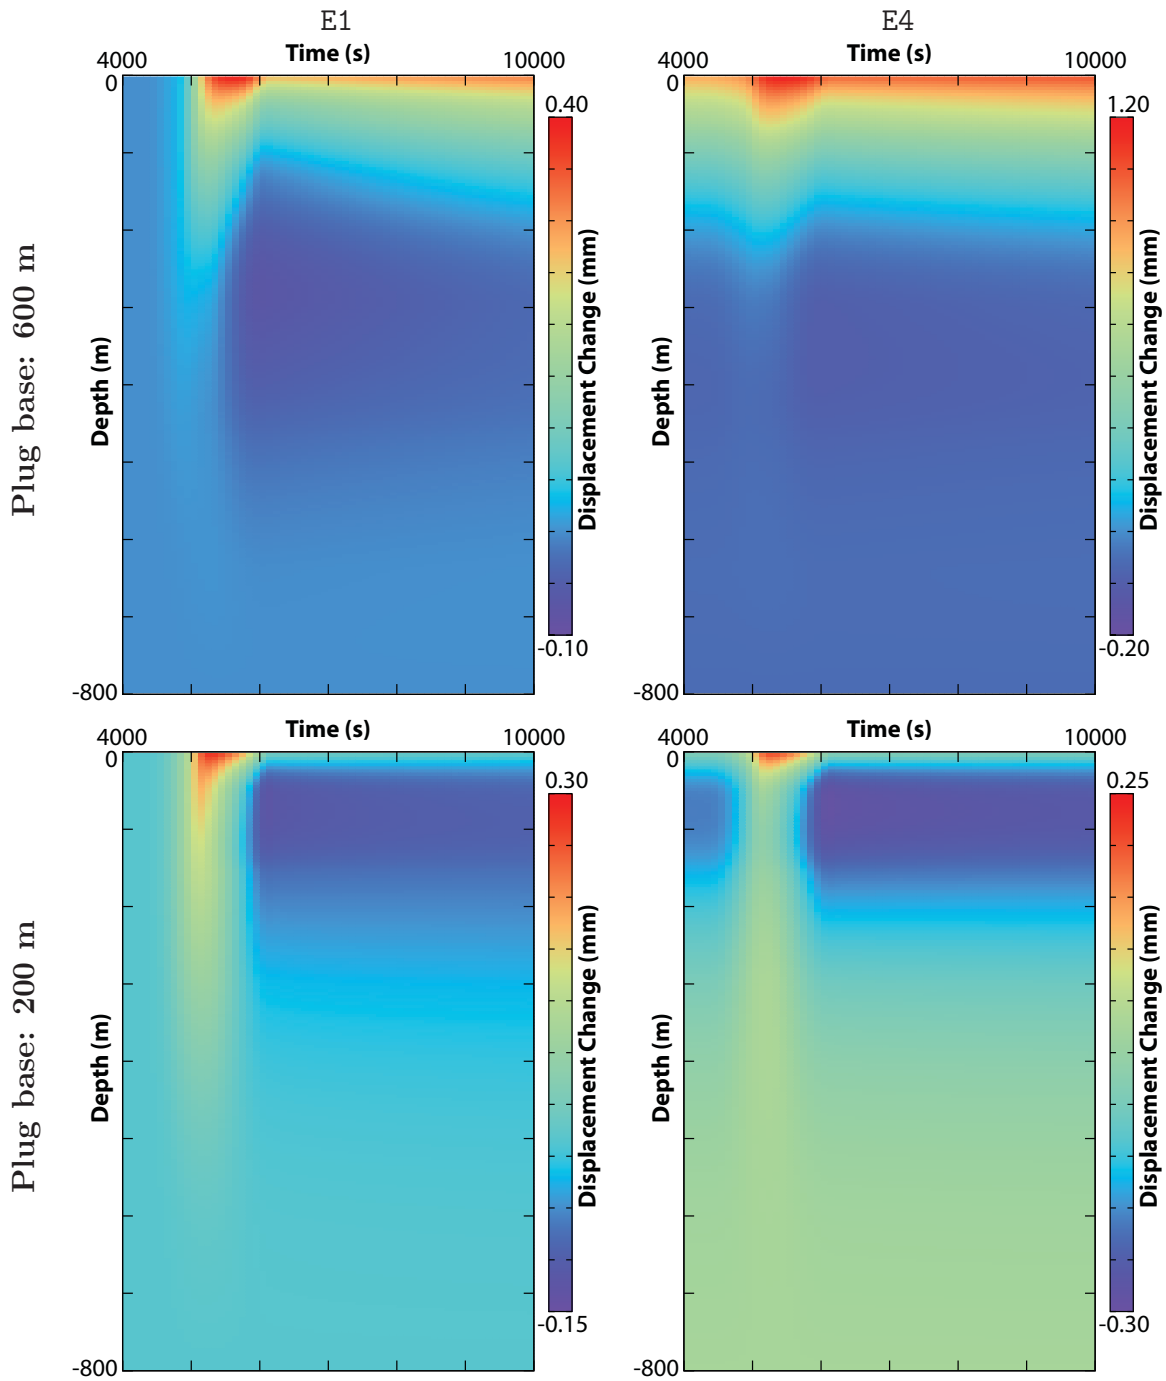 E1
E4
Time (s)
4000
10000
0
Depth (m)
-800
0.40
Displacement Change (mm)
-0.10
Time (s)
4000
10000
0
Depth (m)
-800
1.20
Displacement Change (mm)
-0.20
Plug base: 600 m
Time (s)
4000
10000
0
Depth (m)
-800
0.30
Displacement Change (mm)
-0.15
Time (s)
4000
10000
0
Depth (m)
-800
0.25
Displacement Change (mm)
-0.30
Plug base: 200 m